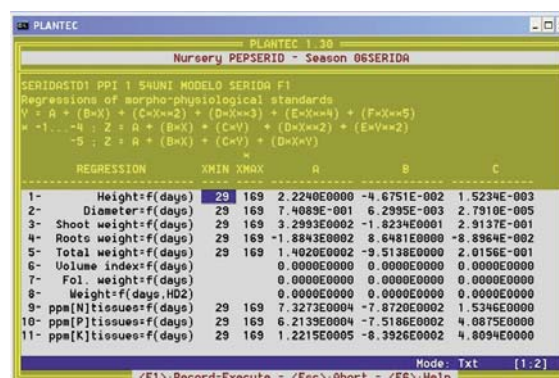 PLANTEC
PLANTEC 1.30
Nursery PEPSERID - Season 06SERIDA
SERIDASTD1 PPI 1 54UNI MODELO SERIDA F1
Regressions of morpho-physiological standards
Y = A + (B×X) + (C×X××2) + (D×X××3) + (E×X××4) + (F×X××5)
× -1...-4 ; Z = A + (B×X) + (C×Y) + (D×X××2) + (E×Y××2)
-5 ; Z = A + (B×X) + (C×Y) + (D×X×Y)
×
REGRESSION XMIN XMAX A B C
1- Height=f(days) 29 169 2.2240E0000 -4.6751E-002 1.5234E-003
2- Diameter=f(days) 29 169 7.4089E-001 6.2995E-003 2.7910E-005
3- Shoot weight=f(days) 29 169 3.2993E0002 -1.8234E0001 2.9137E-001
4- Roots weight=f(days) 29 169 -1.8843E0002 8.6481E0000 -8.8964E-002
5- Total weight=f(days) 29 169 1.4020E0002 -9.5138E0000 2.0156E-001
6- Volume index=f(days) 0.0000E0000 0.0000E0000 0.0000E0000
7- Fol. weight=f(days) 0.0000E0000 0.0000E0000 0.0000E0000
8- Weight=f(days,HD2) 0.0000E0000 0.0000E0000 0.0000E0000
9- ppm[N]tissues=f(days) 29 169 7.3273E0004 -7.8720E0002 1.5346E0000
10- ppm[P]tissues=f(days) 29 169 6.2139E0004 -7.5186E0002 4.0875E0000
11- ppm[K]tissues=f(days) 29 169 1.2215E0005 -8.3926E0002 4.8094E0000
Mode: Txt [1:2]
<F1>:Record-Execute - <Esc>:Abort - <F6>:Help